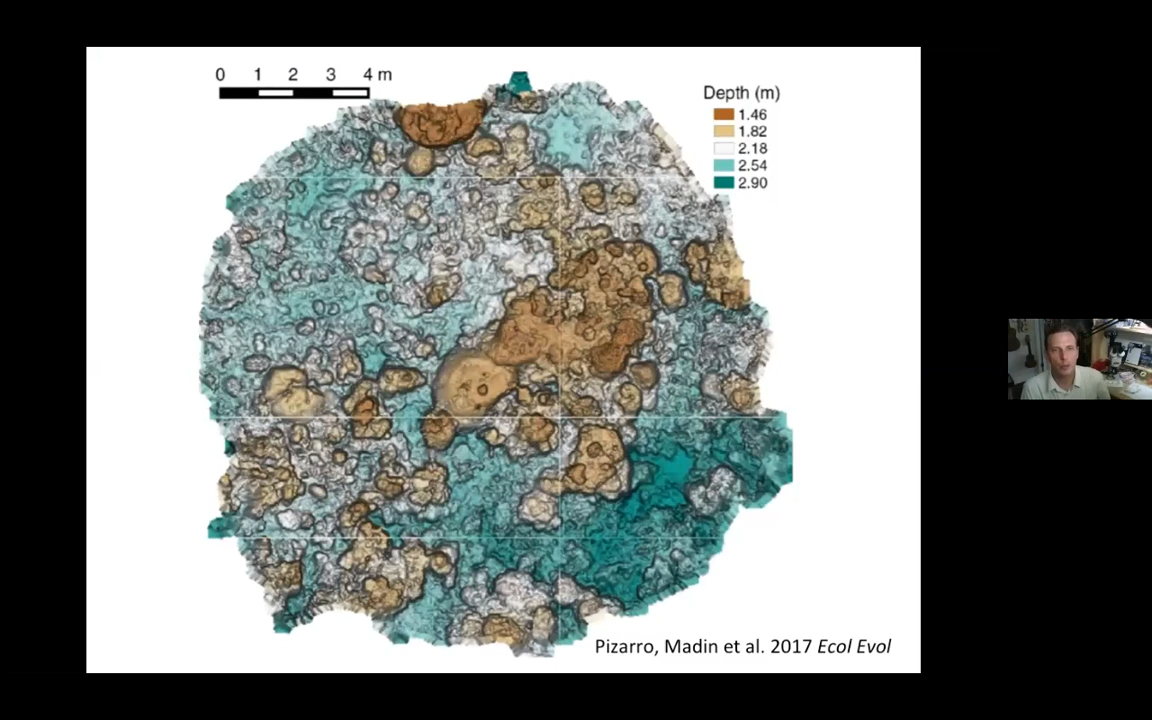 0 1 2 3 4 m
Depth (m)
1.46
1.82
2.18
2.54
2.90
Pizarro, Madin et al. 2017 Ecol Evol